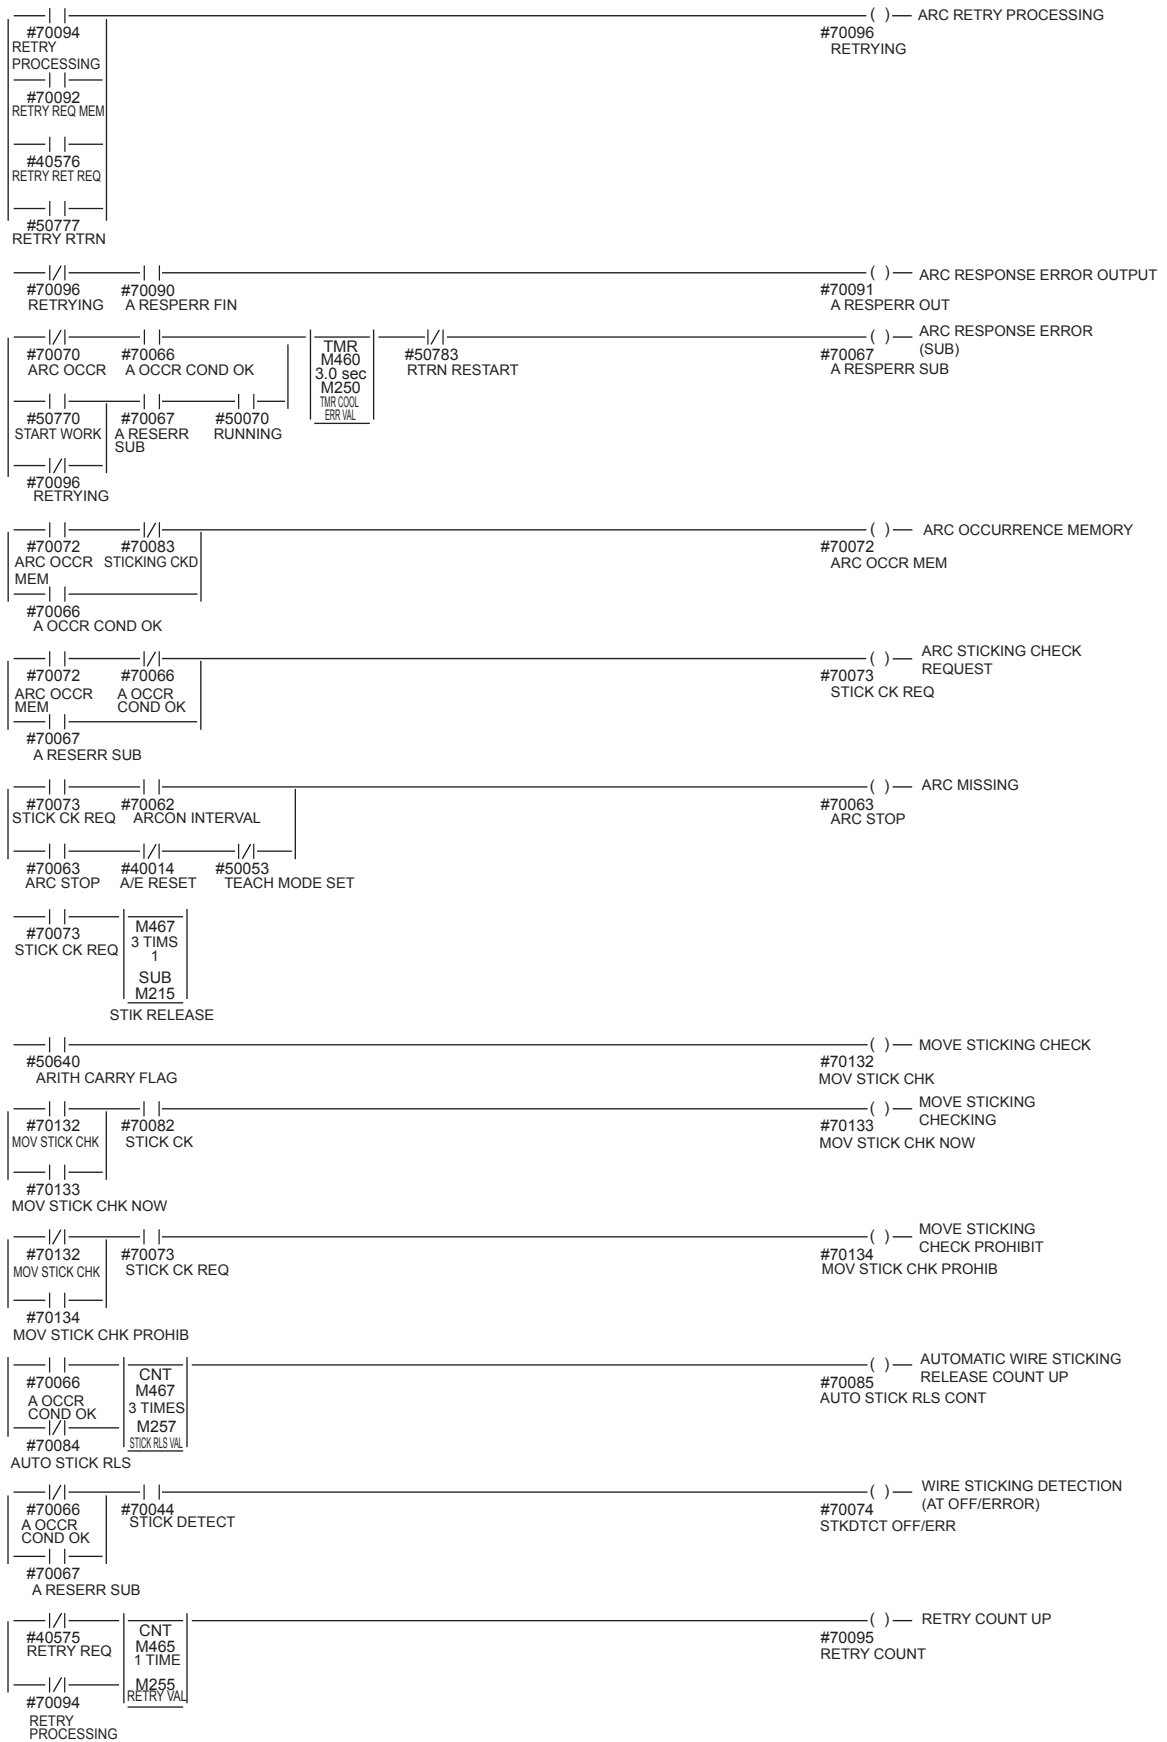 ARC RETRY PROCESSING
#70094
#70096
RETRY
PROCESSING
RETRYING
#70092
RETRY REQ MEM
#40576
RETRY RET REQ
#50777
RETRY RTRN
ARC RESPONSE ERROR OUTPUT
#70096 #70090 #70091
RETRYING A RESPERR FIN A RESPERR OUT
ARC RESPONSE ERROR
(SUB)
TMR
M460
3.0 sec
M250
TMR COOL
ERR VAL
#70070 #70066 #50783 #70067
ARC OCCR A OCCR COND OK RTRN RESTART A RESPERR SUB
#50770 #70067 #50070
START WORK A RESERR
SUB RUNNING
#70096
RETRYING
ARC OCCURRENCE MEMORY
#70072 #70083 #70072
ARC OCCR
MEM STICKING CKD ARC OCCR MEM
#70066
A OCCR COND OK
ARC STICKING CHECK
REQUEST
#70072 #70066 #70073
ARC OCCR
MEM A OCCR
COND OK STICK CK REQ
#70067
A RESERR SUB
ARC MISSING
#70073 #70062 #70063
STICK CK REQ ARCON INTERVAL ARC STOP
#70063 #40014 #50053
ARC STOP A/E RESET TEACH MODE SET
#70073
STICK CK REQ
M467
3 TIMS
1
SUB
M215
STIK RELEASE
MOVE STICKING CHECK
#50640 #70132
ARITH CARRY FLAG MOV STICK CHK
MOVE STICKING
CHECKING
#70132 #70082 #70133
MOV STICK CHK STICK CK MOV STICK CHK NOW
#70133
MOV STICK CHK NOW
MOVE STICKING
CHECK PROHIBIT
#70132 #70073 #70134
MOV STICK CHK STICK CK REQ MOV STICK CHK PROHIB
#70134
MOV STICK CHK PROHIB
AUTOMATIC WIRE STICKING
RELEASE COUNT UP
#70066
A OCCR
COND OK
CNT
M467
3 TIMES
M257
STICK RLS VAL
#70085
AUTO STICK RLS CONT
#70084
AUTO STICK RLS
WIRE STICKING DETECTION
(AT OFF/ERROR)
#70066 #70044 #70074
A OCCR
COND OK STICK DETECT STKDTCT OFF/ERR
#70067
A RESERR SUB
RETRY COUNT UP
#40575
RETRY REQ
CNT
M465
1 TIME
M255
RETRY VAL
#70095
RETRY COUNT
#70094
RETRY
PROCESSING